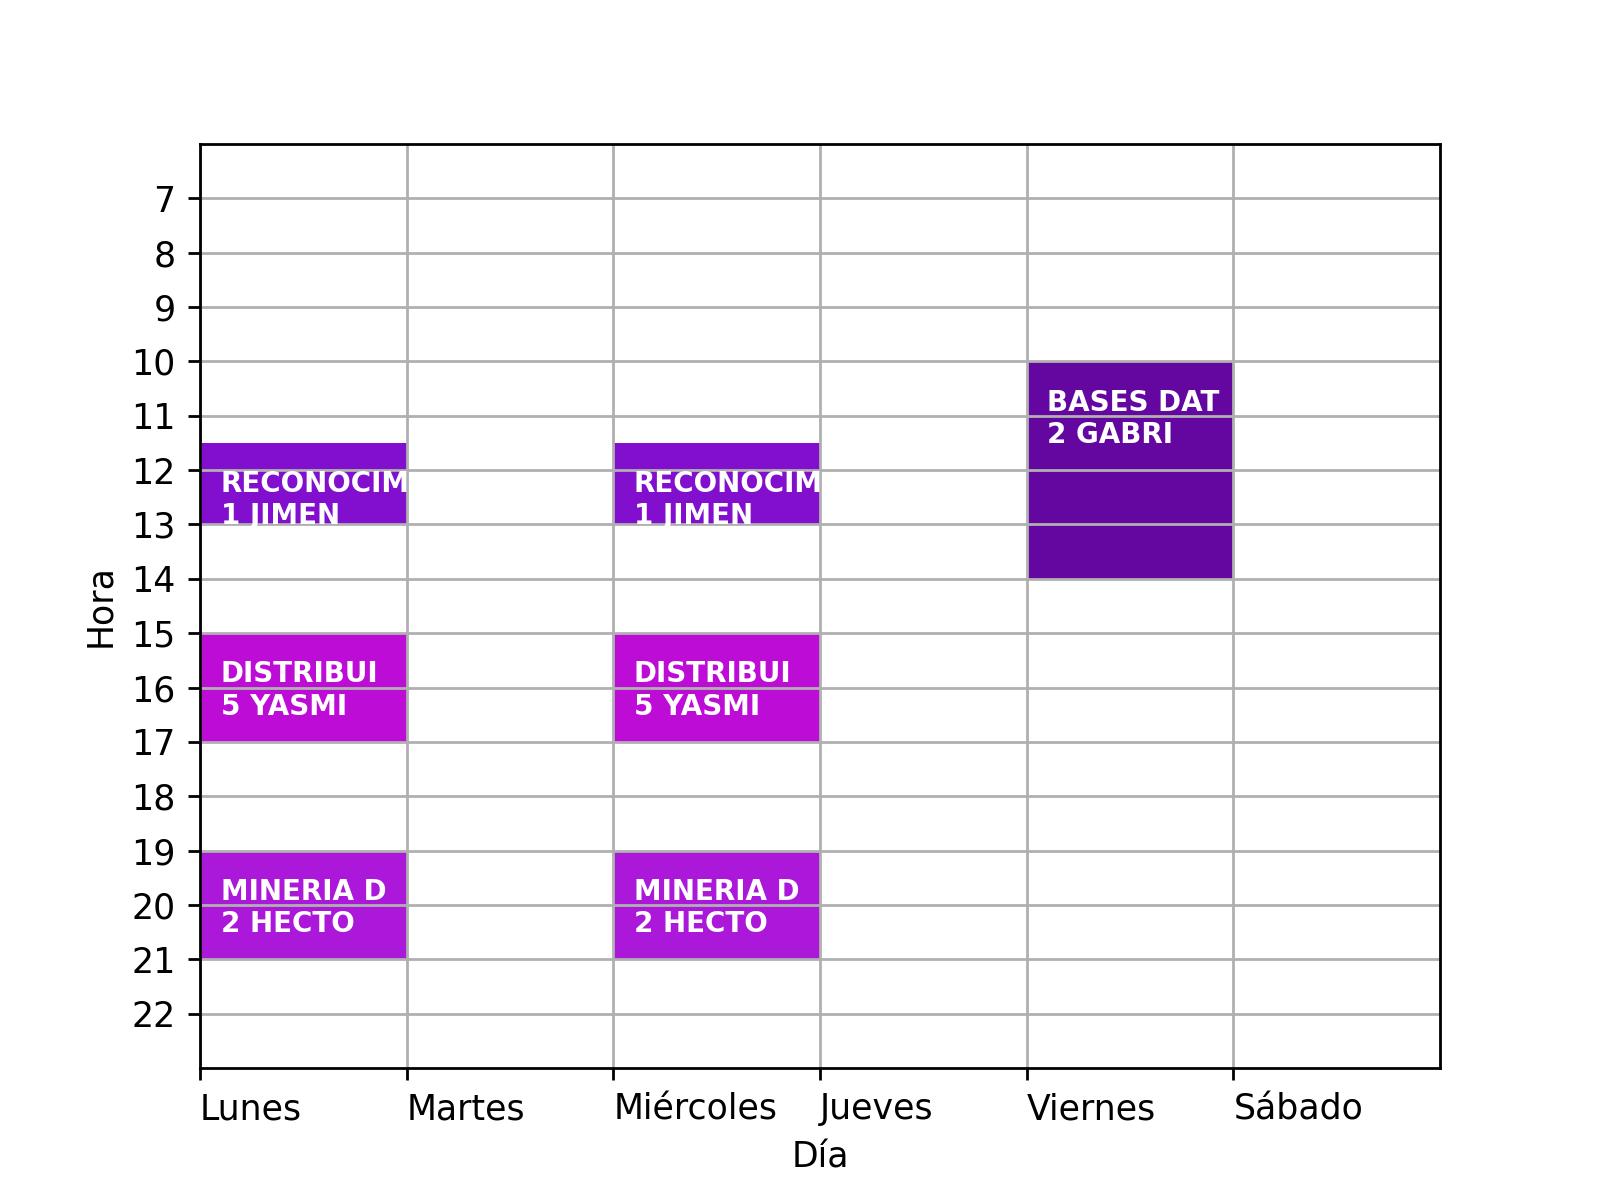 7
8
9
10
11
12
13
14
15
16
17
18
19
20
21
22
Hora
BASES DAT
2 GABRI
RECONOCIM
1 JIMEN
RECONOCIM
1 JIMEN
DISTRIBUI
5 YASMI
DISTRIBUI
5 YASMI
MINERIA D
2 HECTO
MINERIA D
2 HECTO
Lunes
Martes
Miércoles
Jueves
Viernes
Sábado
Día